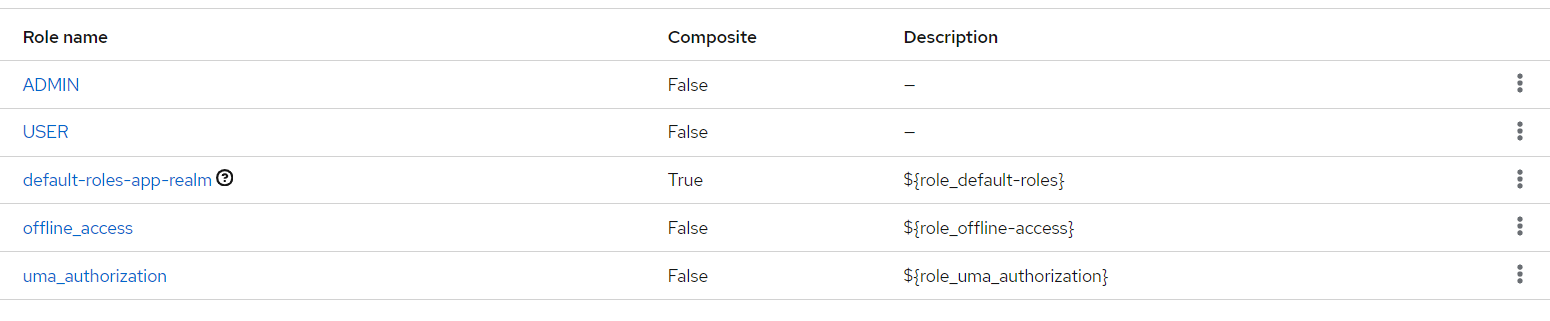 Role name Composite Description
ADMIN False –
USER False –
default-roles-app-realm ? True ${role_default-roles}
offline_access False ${role_offline-access}
uma_authorization False ${role_uma_authorization}